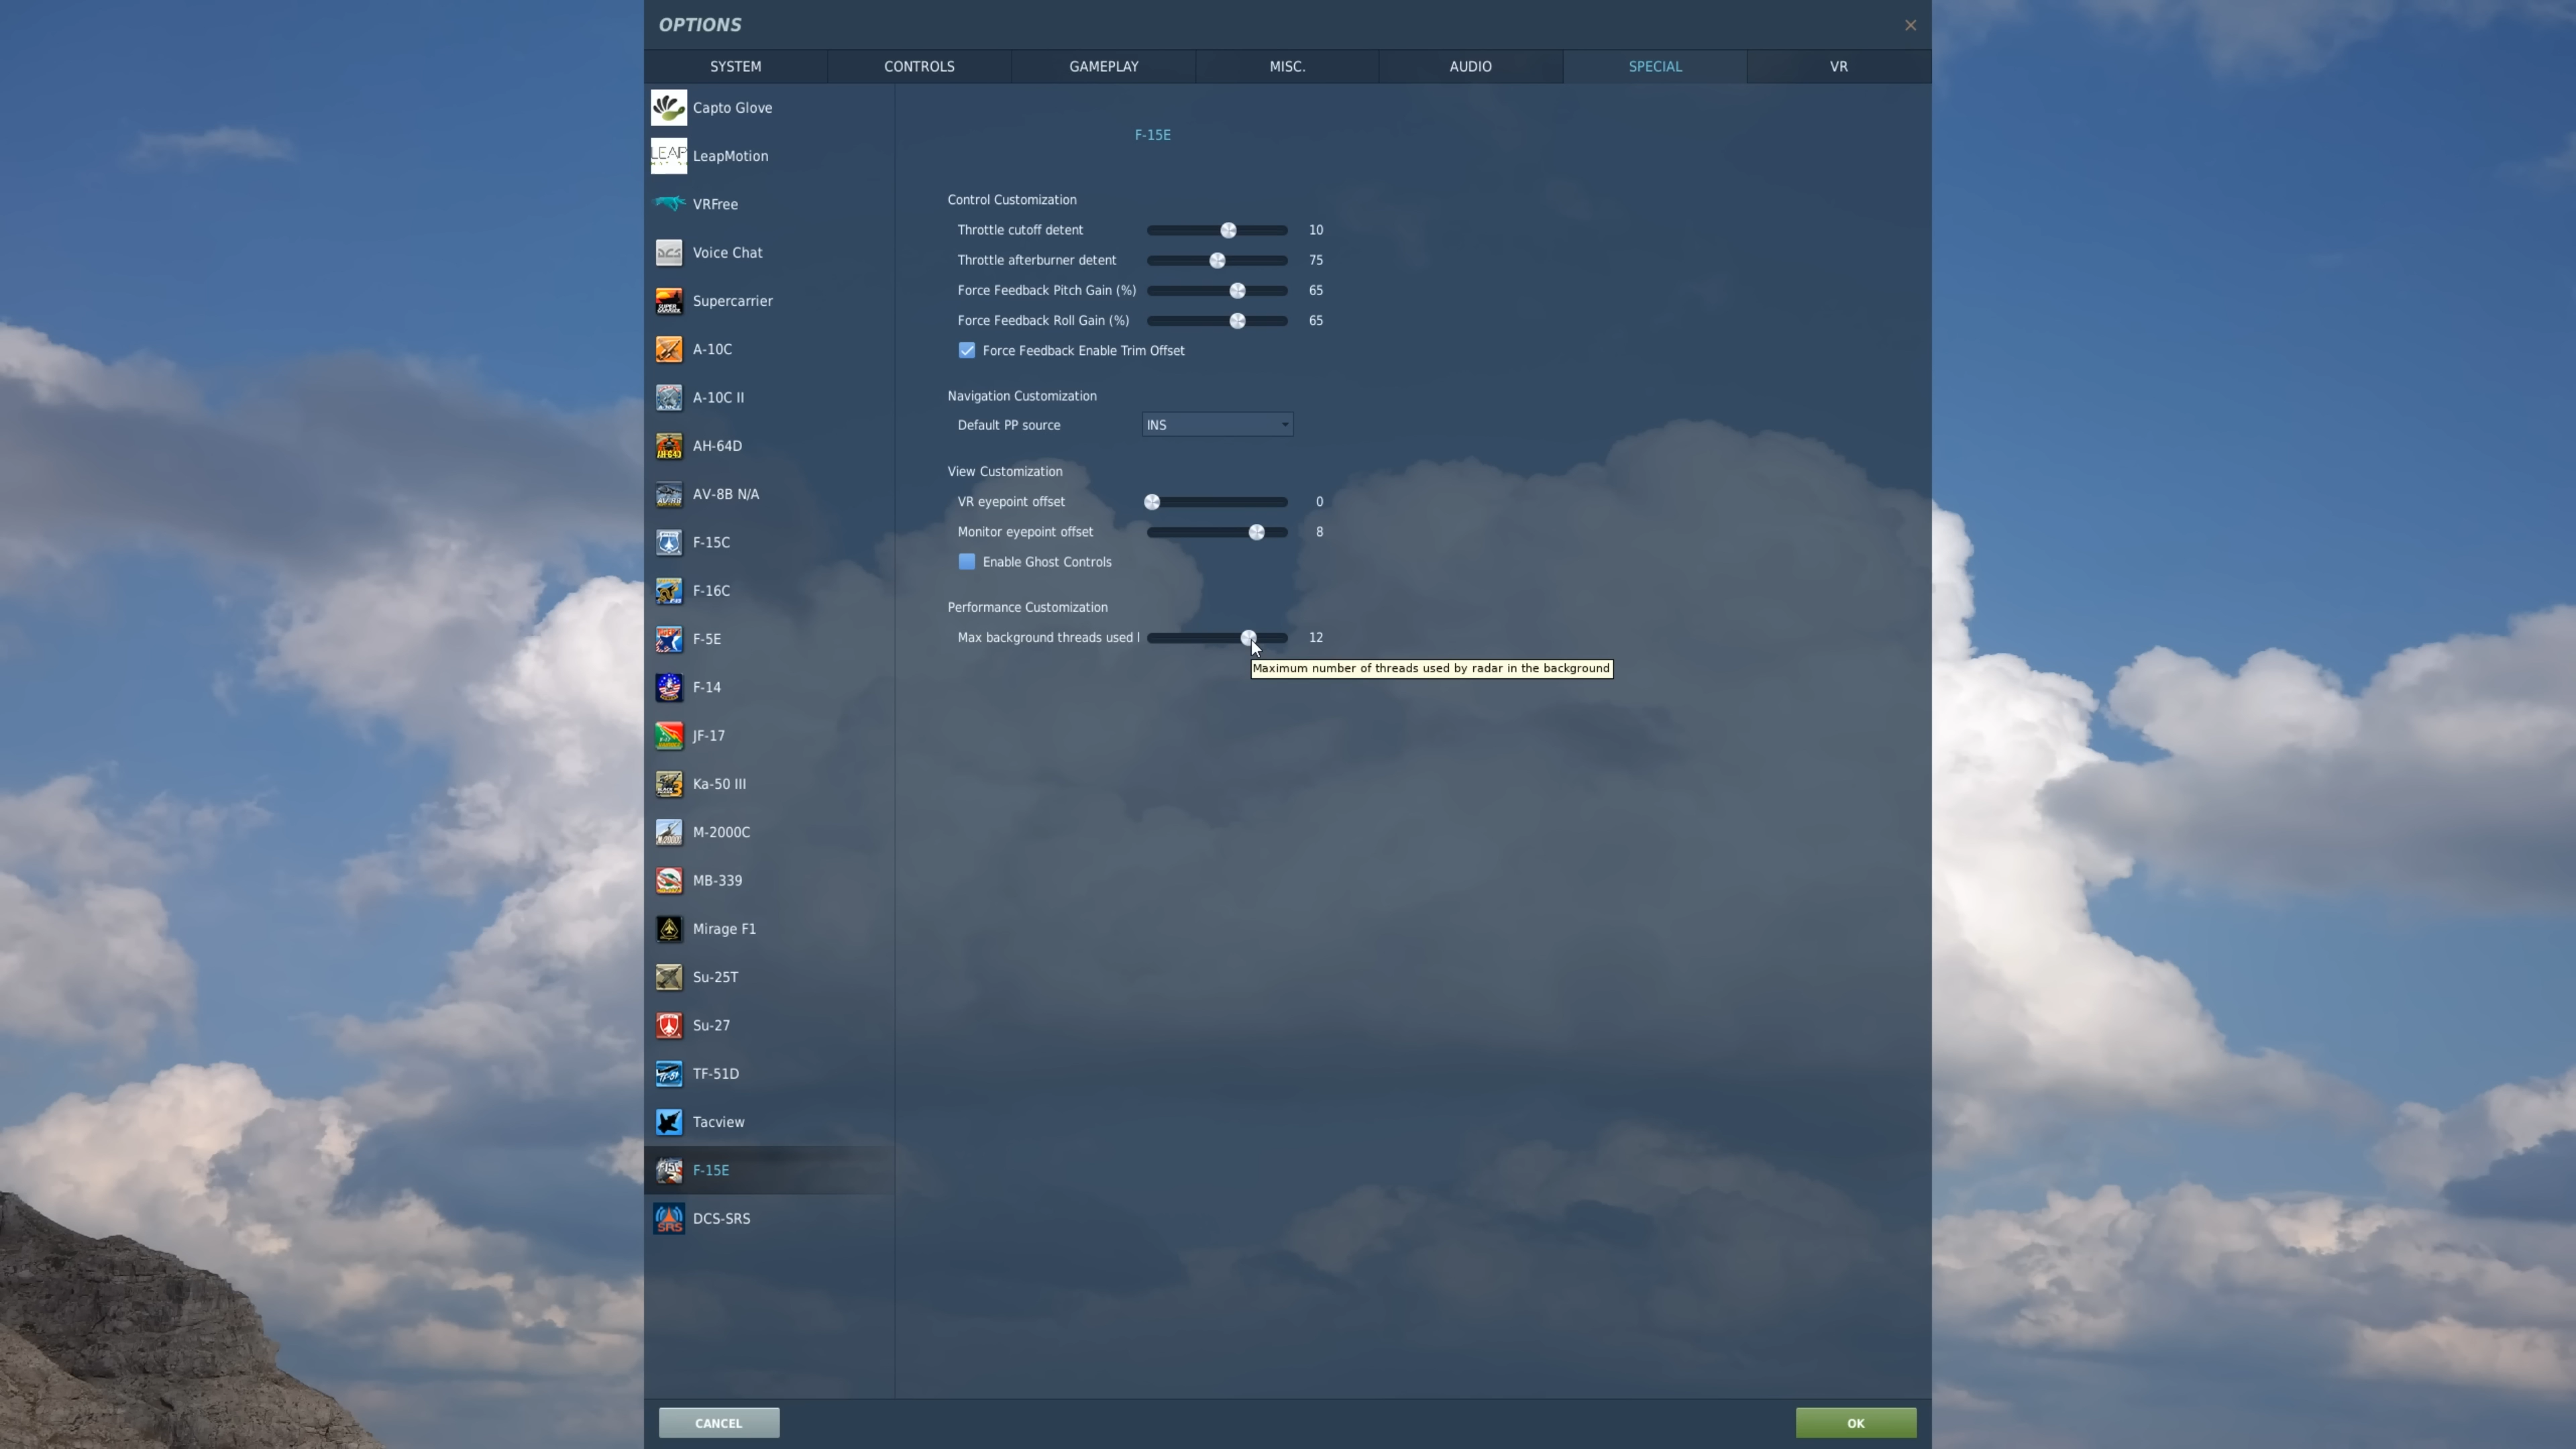 OPTIONS
SYSTEM CONTROLS GAMEPLAY MISC. AUDIO SPECIAL VR
Capto Glove
LEAP
LeapMotion
VRFree
Voice Chat
Supercarrier
A-10C
A-10C II
AH-64D
AV-8B N/A
F-15C
F-16C
F-5E
F-14
JF-17
Ka-50 III
M-2000C
MB-339
Mirage F1
Su-25T
Su-27
TF-51D
Tacview
F-15E
SRS
DCS-SRS
F-15E
Control Customization
Throttle cutoff detent 10
Throttle afterburner detent 75
Force Feedback Pitch Gain (%) 65
Force Feedback Roll Gain (%) 65
Force Feedback Enable Trim Offset
Navigation Customization
Default PP source INS
View Customization
VR eyepoint offset 0
Monitor eyepoint offset 8
Enable Ghost Controls
Performance Customization
Max background threads used 12
Maximum number of threads used by radar in the background
CANCEL OK